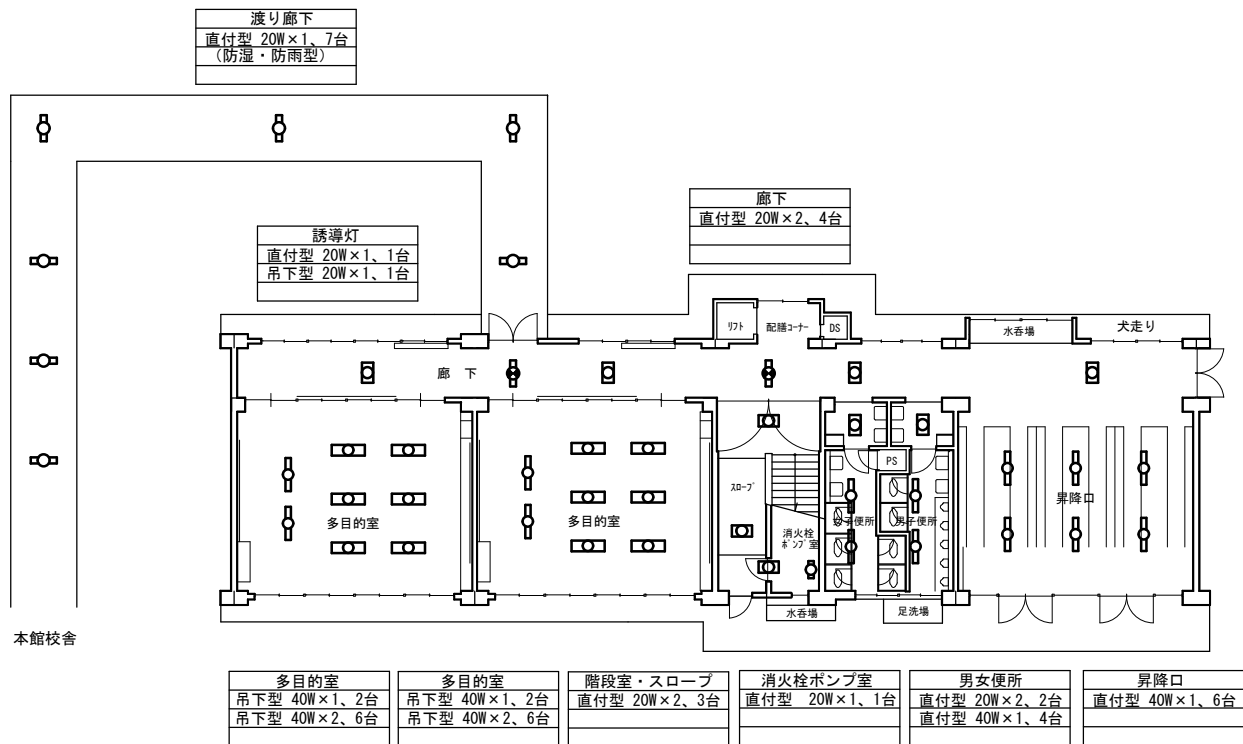 渡り廊下
直付型 20W×1、7台
(防湿・防雨型)
廊下
直付型 20W×2、4台
誘導灯
直付型 20W×1、1台
吊下型 20W×1、1台
リフト
配膳コーナー
DS
水呑場
犬走り
廊 下
PS
スロープ
多目的室
多目的室
消火栓
ポンプ室
女子便所
男子便所
昇降口
水呑場
足洗場
本館校舎
多目的室
吊下型 40W×1、2台
吊下型 40W×2、6台
多目的室
吊下型 40W×1、2台
吊下型 40W×2、6台
階段室・スロープ
直付型 20W×2、3台
消火栓ポンプ室
直付型 20W×1、1台
男女便所
直付型 20W×2、2台
直付型 40W×1、4台
昇降口
直付型 40W×1、6台